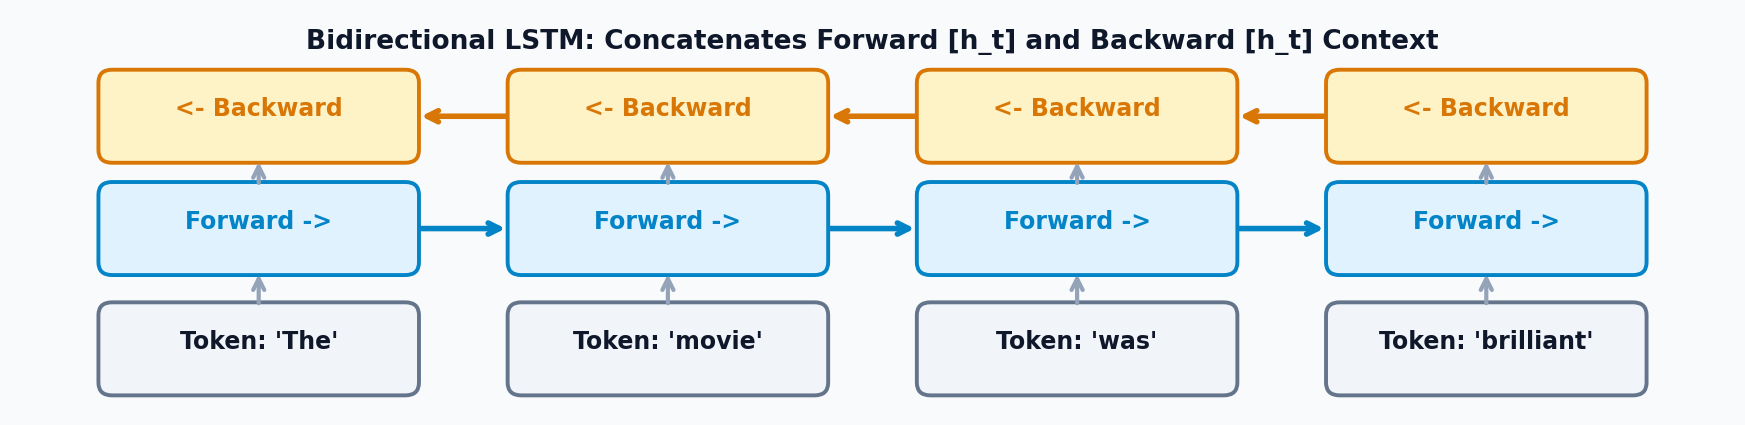 Bidirectional LSTM: Concatenates Forward [h_t] and Backward [h_t] Context
<- Backward <- Backward <- Backward <- Backward
Forward -> Forward -> Forward -> Forward ->
Token: 'The' Token: 'movie' Token: 'was' Token: 'brilliant'